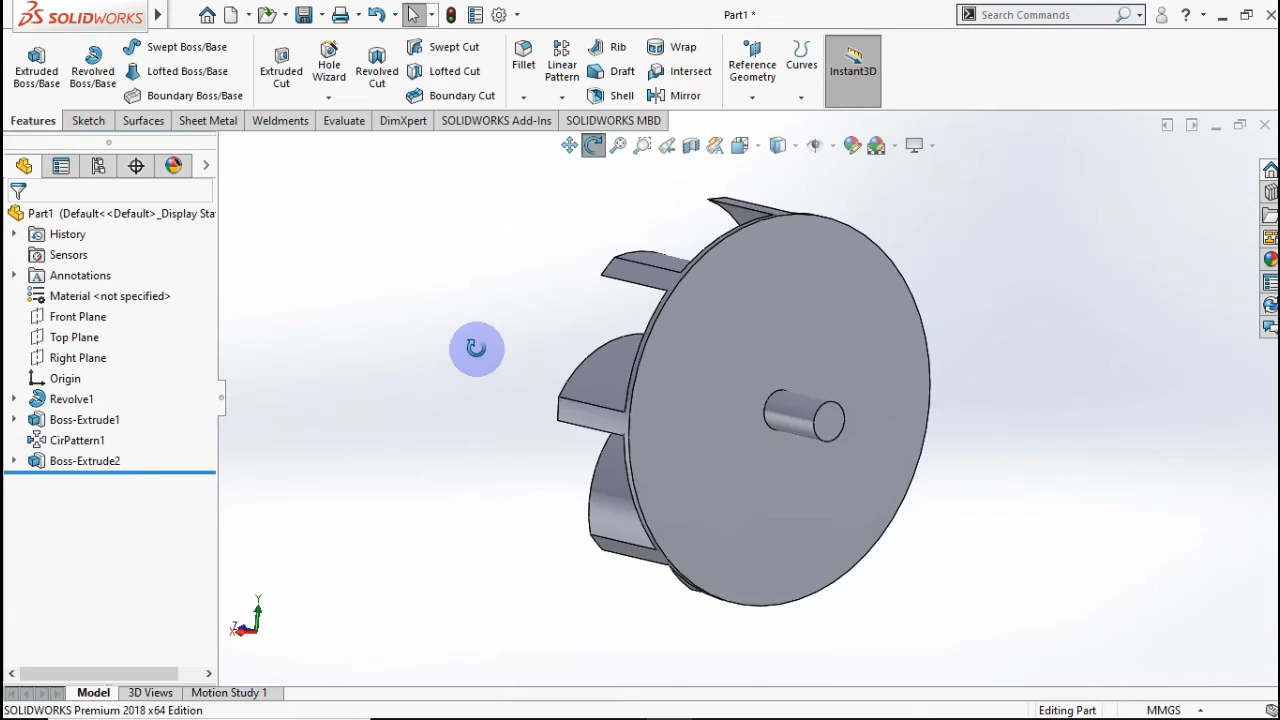 SOLIDWORKS
Part1 *
Search Commands
?
Extruded Boss/Base
Revolved Boss/Base
Swept Boss/Base
Lofted Boss/Base
Boundary Boss/Base
Extruded Cut
Hole Wizard
Revolved Cut
Swept Cut
Lofted Cut
Boundary Cut
Fillet
Linear Pattern
Rib
Draft
Shell
Wrap
Intersect
Mirror
Reference Geometry
Curves
Instant3D
Features
Sketch
Surfaces
Sheet Metal
Weldments
Evaluate
DimXpert
SOLIDWORKS Add-Ins
SOLIDWORKS MBD
Part1 (Default<<Default>_Display Sta
History
Sensors
Annotations
Material <not specified>
Front Plane
Top Plane
Right Plane
Origin
Revolve1
Boss-Extrude1
CirPattern1
Boss-Extrude2
Y
Z
X
Model
3D Views
Motion Study 1
SOLIDWORKS Premium 2018 x64 Edition
Editing Part
MMGS